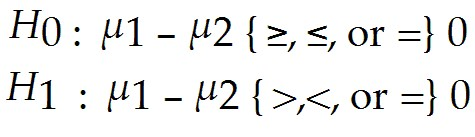 H0 : μ1 – μ2 { ≥, ≤, or =} 0
H1 : μ1 – μ2 { >,<, or =} 0